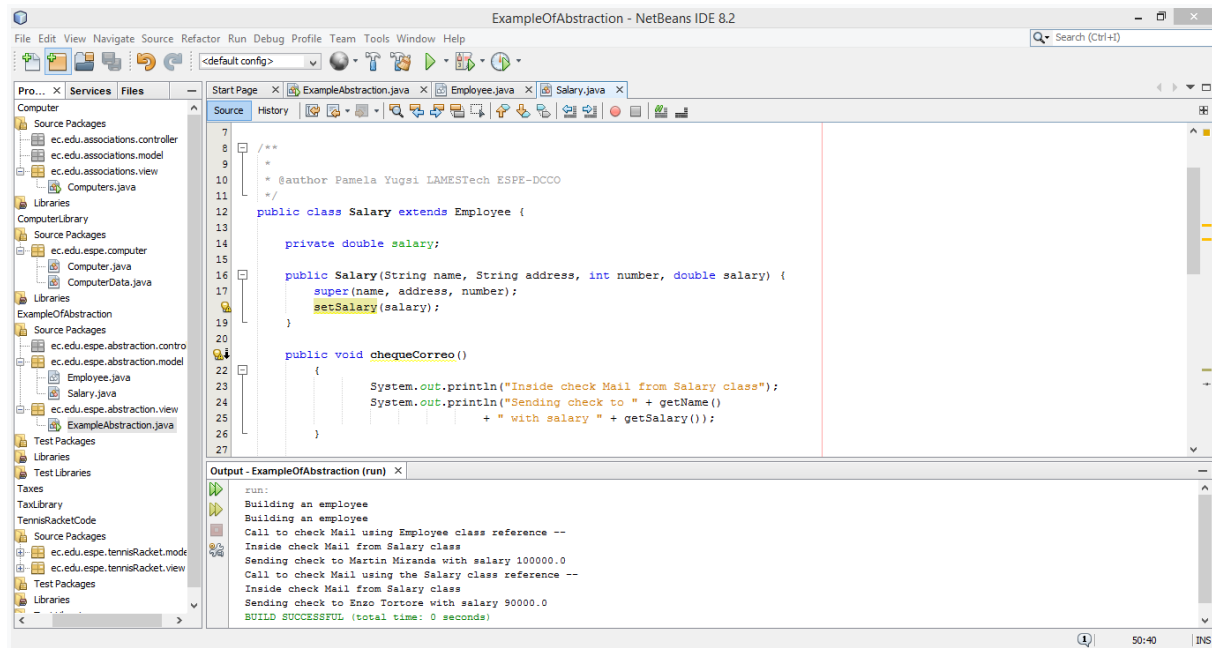 ExampleOfAbstraction - NetBeans IDE 8.2
File Edit View Navigate Source Refactor Run Debug Profile Team Tools Window Help
Search (Ctrl+I)
<default config>
Pro... Services Files
Computer
Source Packages
ec.edu.associations.controller
ec.edu.associations.model
ec.edu.associations.view
Computers.java
Libraries
ComputerLibrary
Source Packages
ec.edu.espe.computer
Computer.java
ComputerData.java
Libraries
ExampleOfAbstraction
Source Packages
ec.edu.espe.abstraction.contro
ec.edu.espe.abstraction.model
Employee.java
Salary.java
ec.edu.espe.abstraction.view
ExampleAbstraction.java
Test Packages
Libraries
Test Libraries
Taxes
TaxLibrary
TennisRacketCode
Source Packages
ec.edu.espe.tennisRacket.mode
ec.edu.espe.tennisRacket.view
Test Packages
Libraries
Start Page ExampleAbstraction.java Employee.java Salary.java
Source History
7
8 /**
9 *
10 * @author Pamela Yugsi LAMESTech ESPE-DCCO
11 */
12 public class Salary extends Employee {
13
14 private double salary;
15
16 public Salary(String name, String address, int number, double salary) {
17 super(name, address, number);
setSalary(salary);
19 }
20
public void chequeCorreo()
22 {
23 System.out.println("Inside check Mail from Salary class");
24 System.out.println("Sending check to " + getName()
25 + " with salary " + getSalary());
26 }
27
Output - ExampleOfAbstraction (run)
run:
Building an employee
Building an employee
Call to check Mail using Employee class reference --
Inside check Mail from Salary class
Sending check to Martin Miranda with salary 100000.0
Call to check Mail using the Salary class reference --
Inside check Mail from Salary class
Sending check to Enzo Tortore with salary 90000.0
BUILD SUCCESSFUL (total time: 0 seconds)
50:40 INS